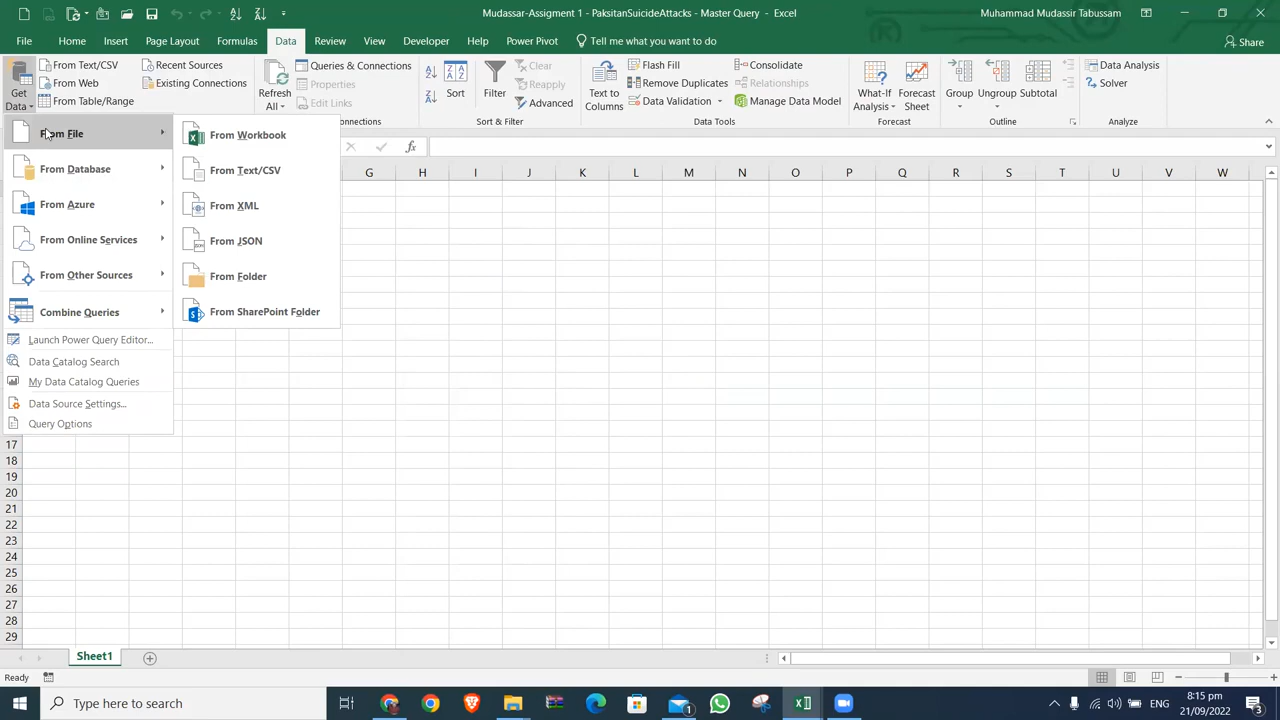 Mudassar-Assigment 1 - PaksitanSuicideAttacks - Master Query - Excel
Muhammad Mudassir Tabussam
File Home Insert Page Layout Formulas Data Review View Developer Help Power Pivot Tell me what you want to do Share
Get Data
From Text/CSV
From Web
From Table/Range
Recent Sources
Existing Connections
Refresh All
Queries & Connections
Properties
Edit Links
Sort
Filter
Clear
Reapply
Advanced
Text to Columns
Flash Fill
Remove Duplicates
Data Validation
Consolidate
Relationships
Manage Data Model
What-If Analysis
Forecast Sheet
Group
Ungroup
Subtotal
Data Analysis
Solver
onnections Sort & Filter Data Tools Forecast Outline Analyze
From File
From Database
From Azure
From Online Services
From Other Sources
Combine Queries
Launch Power Query Editor...
Data Catalog Search
My Data Catalog Queries
Data Source Settings...
Query Options
From Workbook
From Text/CSV
From XML
From JSON
From Folder
From SharePoint Folder
fx
G H I J K L M N O P Q R S T U V W
17
18
19
20
21
22
23
24
25
26
27
28
29
Sheet1
Ready
Type here to search
1
ENG
8:15 pm
21/09/2022
3